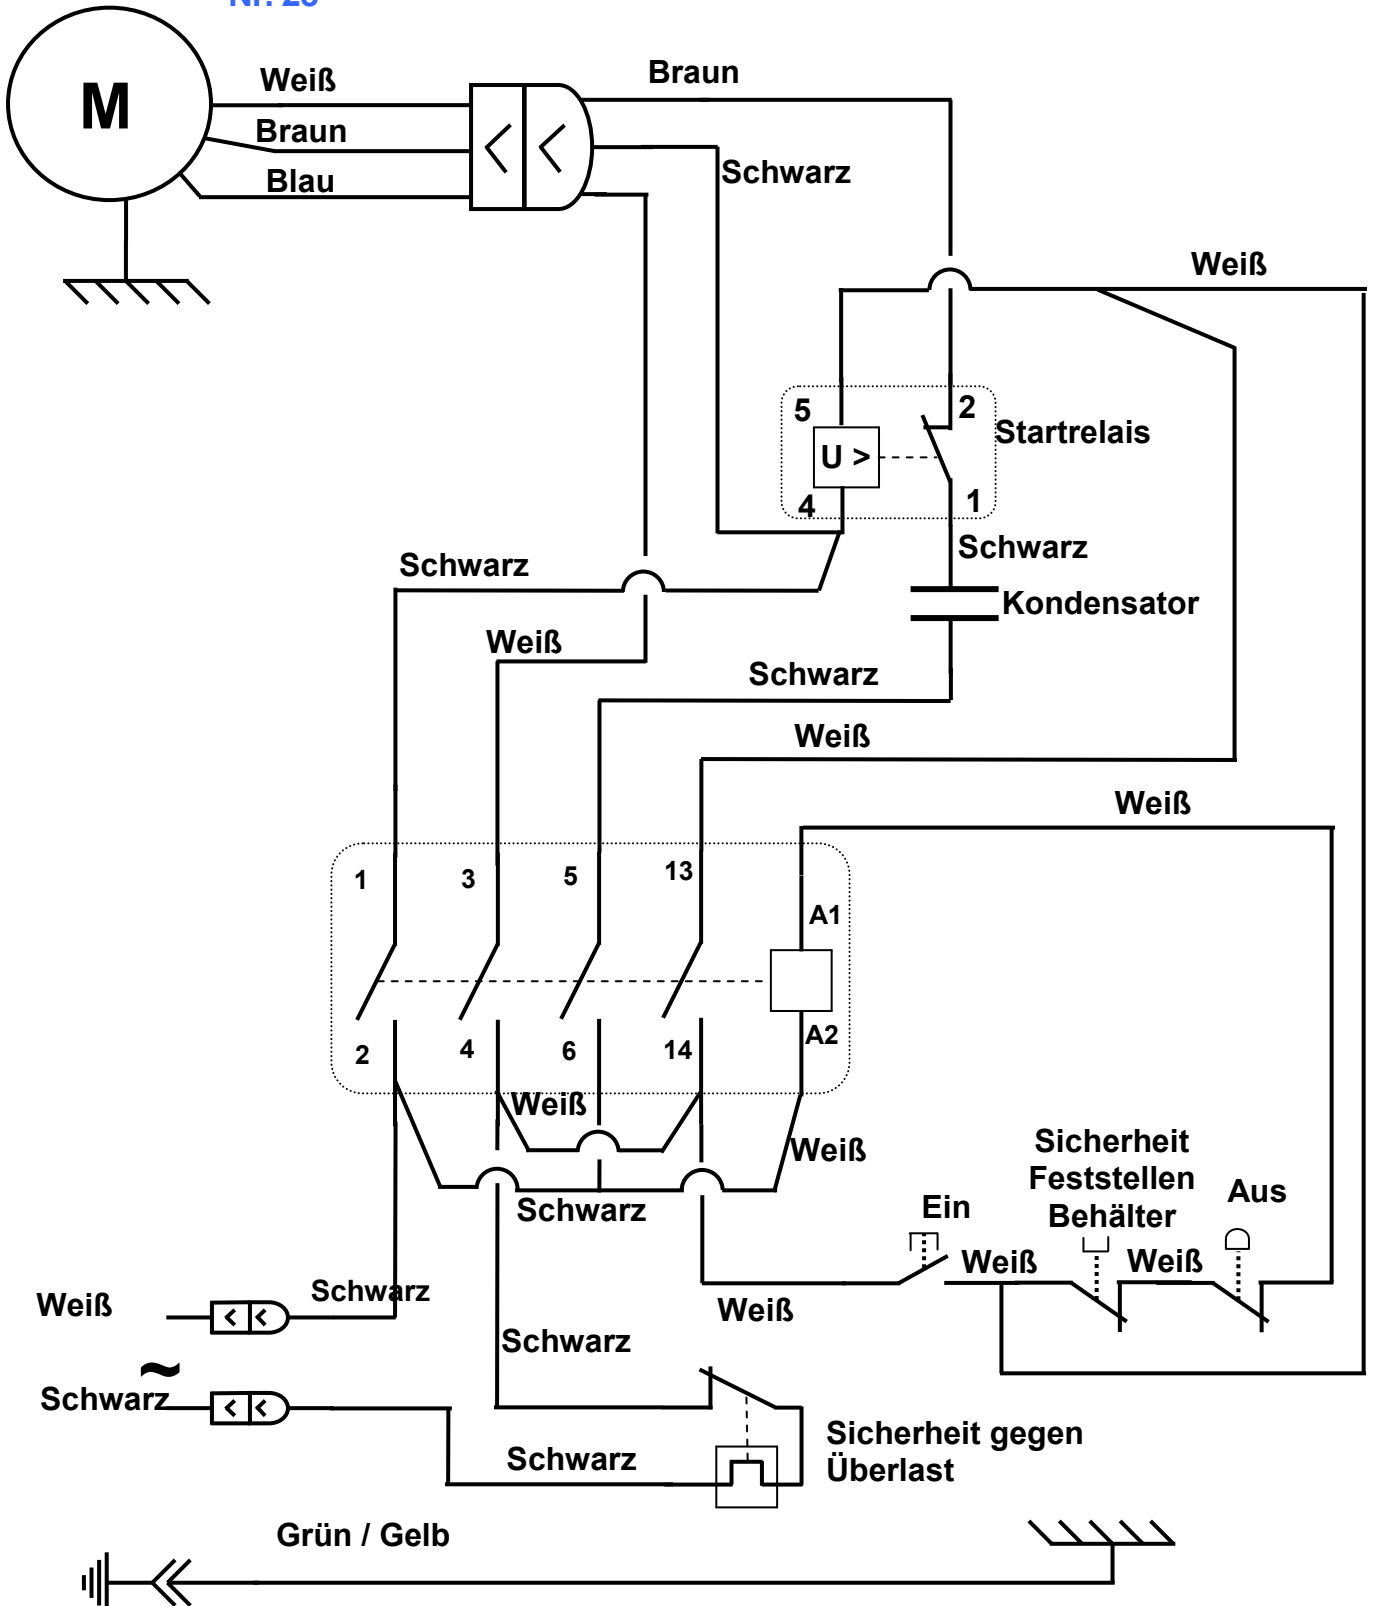 Nr. 28
M
Weiß
Braun
Blau
Braun
Schwarz
Weiß
5
2
Startrelais
U >
4
1
Schwarz
Schwarz
Kondensator
Weiß
Schwarz
Weiß
Weiß
1
3
5
13
A1
2
4
6
14
A2
Weiß
Weiß
Schwarz
Sicherheit
Feststellen
Behälter
Ein
Aus
Weiß
Weiß
Weiß
Schwarz
Weiß
Schwarz
~
Schwarz
Schwarz
Sicherheit gegen
Überlast
Grün / Gelb